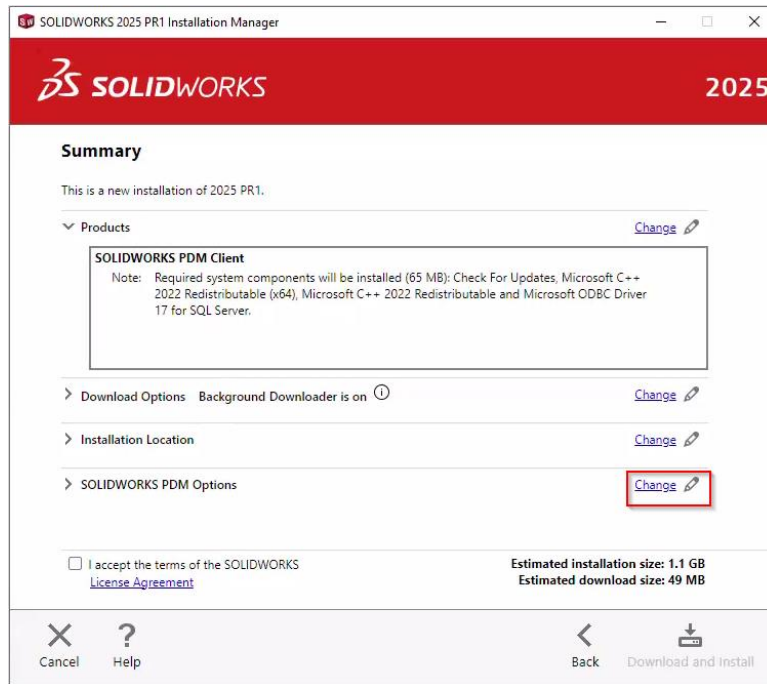 SOLIDWORKS 2025 PR1 Installation Manager
SOLIDWORKS
2025
Summary
This is a new installation of 2025 PR1.
Products
Change
SOLIDWORKS PDM Client
Note: Required system components will be installed (65 MB): Check For Updates, Microsoft C++
2022 Redistributable (x64), Microsoft C++ 2022 Redistributable and Microsoft ODBC Driver
17 for SQL Server.
Download Options Background Downloader is on
Change
Installation Location
Change
SOLIDWORKS PDM Options
Change
I accept the terms of the SOLIDWORKS
License Agreement
Estimated installation size: 1.1 GB
Estimated download size: 49 MB
Cancel
Help
Back
Download and Install